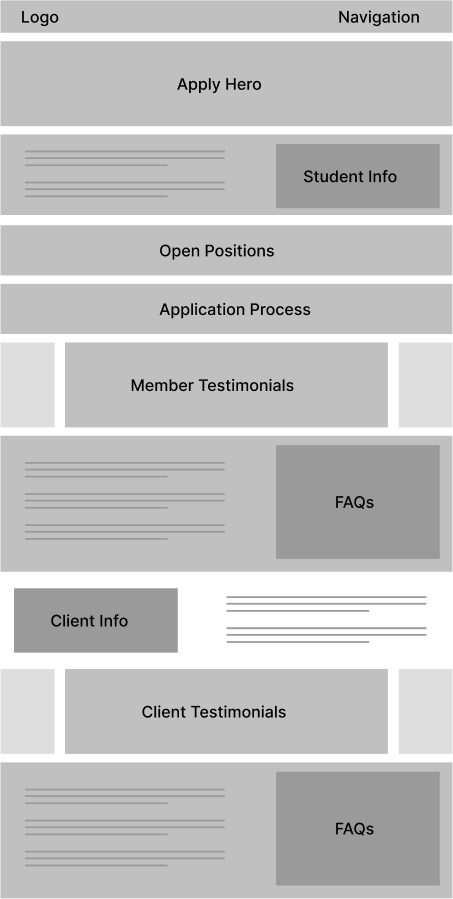 Logo
Navigation
Apply Hero
Student Info
Open Positions
Application Process
Member Testimonials
FAQs
Client Info
Client Testimonials
FAQs